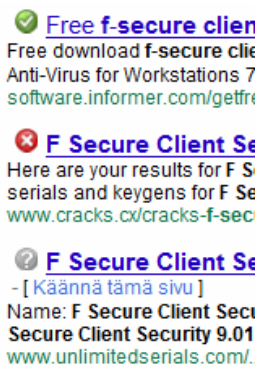 Free f-secure clien
Free download f-secure clie
Anti-Virus for Workstations 7
software.informer.com/getfre
F Secure Client Se
Here are your results for F Se
serials and keygens for F Se
www.cracks.cx/cracks-f-secu
F Secure Client Se
- [ Käännä tämä sivu ]
Name: F Secure Client Secu
Secure Client Security 9.01
www.unlimitedserials.com/...